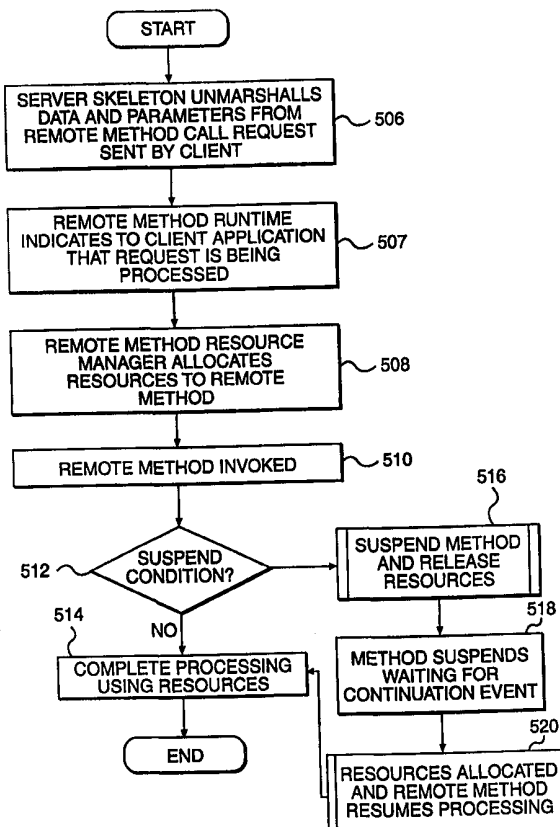 START
SERVER SKELETON UNMARSHALLS
DATA AND PARAMETERS FROM
REMOTE METHOD CALL REQUEST
SENT BY CLIENT
506
REMOTE METHOD RUNTIME
INDICATES TO CLIENT APPLICATION
THAT REQUEST IS BEING
PROCESSED
507
REMOTE METHOD RESOURCE
MANAGER ALLOCATES
RESOURCES TO REMOTE
METHOD
508
REMOTE METHOD INVOKED
510
512
SUSPEND
CONDITION?
516
SUSPEND METHOD
AND RELEASE
RESOURCES
514
NO
COMPLETE PROCESSING
USING RESOURCES
518
METHOD SUSPENDS
WAITING FOR
CONTINUATION EVENT
END
520
RESOURCES ALLOCATED
AND REMOTE METHOD
RESUMES PROCESSING